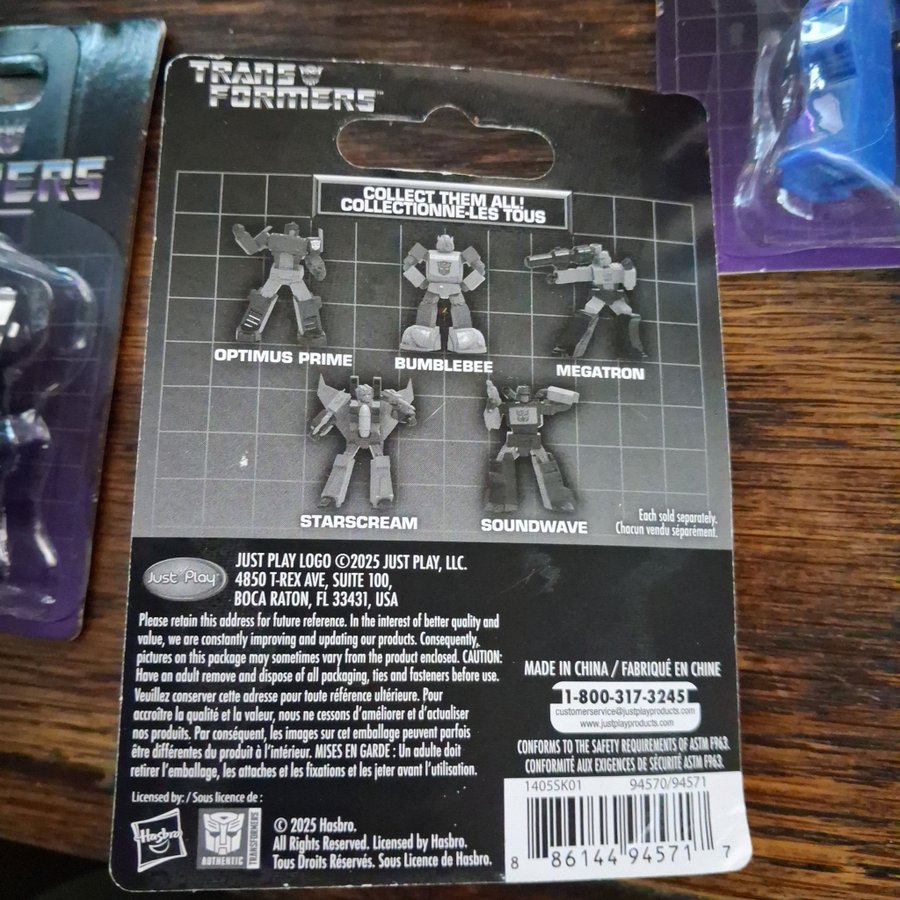 TRANSFORMERS
ERS
COLLECT THEM ALL!
COLLECTIONNE-LES TOUS
OPTIMUS PRIME
BUMBLEBEE
MEGATRON
STARSCREAM
SOUNDWAVE
Each sold separately.
Chacun vendu séparément.
Just Play
JUST PLAY LOGO ©2025 JUST PLAY, LLC.
4850 T-REX AVE, SUITE 100,
BOCA RATON, FL 33431, USA
Please retain this address for future reference. In the interest of better quality and
value, we are constantly improving and updating our products. Consequently,
pictures on this package may sometimes vary from the product enclosed. CAUTION:
Have an adult remove and dispose of all packaging, ties and fasteners before use.
Veuillez conserver cette adresse pour toute référence ultérieure. Pour
accroître la qualité et la valeur, nous ne cessons d'améliorer et d'actualiser
nos produits. Par conséquent, les images sur cet emballage peuvent parfois
être différentes du produit à l'intérieur. MISES EN GARDE : Un adulte doit
retirer l'emballage, les attaches et les fixations et les jeter avant l'utilisation.
MADE IN CHINA / FABRIQUÉ EN CHINE
1-800-317-3245
customerservice@justplayproducts.com
www.justplayproducts.com
CONFORMS TO THE SAFETY REQUIREMENTS OF ASTM F963.
CONFORMITÉ AUX EXIGENCES DE SÉCURITÉ ASTM F963.
Licensed by: / Sous licence de :
Hasbro
AUTHENTIC
TRANSFORMERS
© 2025 Hasbro.
All Rights Reserved. Licensed by Hasbro.
Tous Droits Réservés. Sous Licence de Hasbro.
1405SK01 94570/94571
8 86144 94571 7